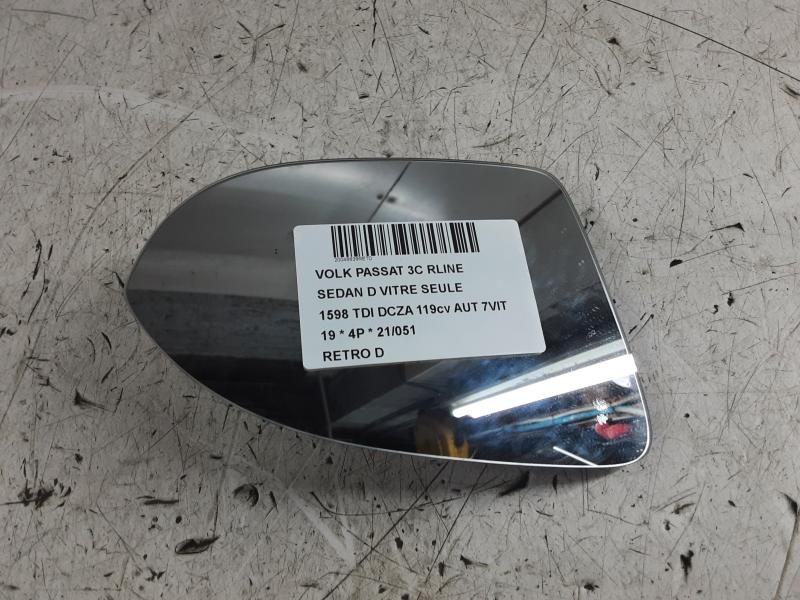 VOLK PASSAT 3C RLINE
SEDAN D VITRE SEULE
1598 TDI DCZA 119cv AUT 7VIT
19 * 4P * 21/051
RETRO D